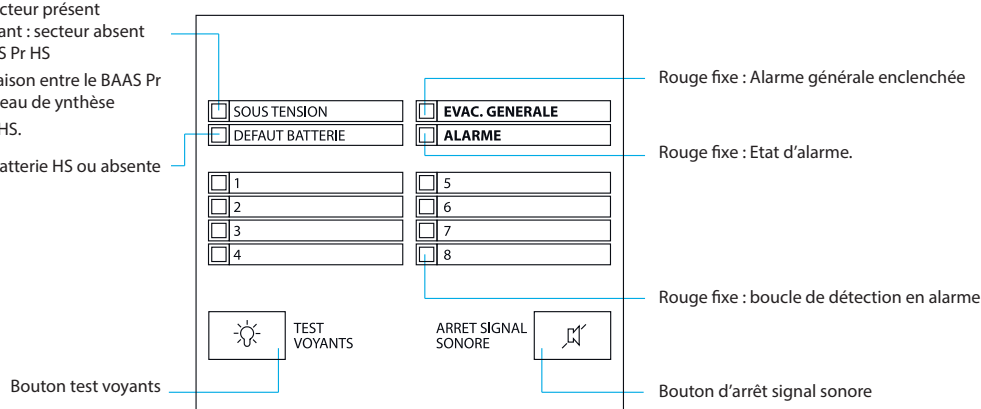 cteur présent
ant : secteur absent
S Pr HS
aison entre le BAAS Pr
eau de ynthèse
HS.
atterie HS ou absente
SOUS TENSION
DEFAUT BATTERIE
EVAC. GENERALE
ALARME
Rouge fixe : Alarme générale enclenchée
Rouge fixe : Etat d’alarme.
1
2
3
4
5
6
7
8
Rouge fixe : boucle de détection en alarme
TEST
VOYANTS
ARRET SIGNAL
SONORE
Bouton test voyants
Bouton d’arrêt signal sonore